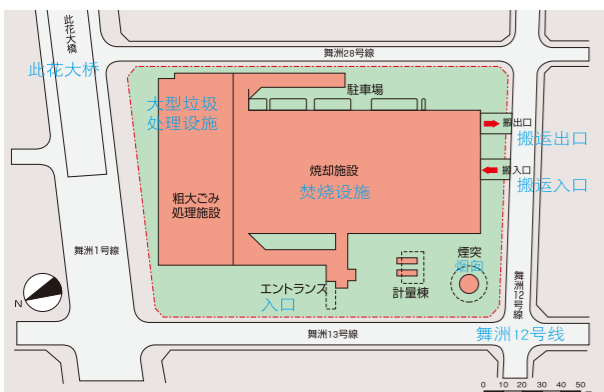 此花大橋
此花大桥
舞洲28号線
駐車場
大型垃圾
处理设施
搬出口
搬运出口
焼却施設
焚烧设施
搬入口
搬运入口
粗大ごみ
処理施設
舞洲1号線
煙突
烟囱
エントランス
入口
計量棟
舞洲12号線
N
舞洲13号線
舞洲12号线
0 10 20 30 40 50